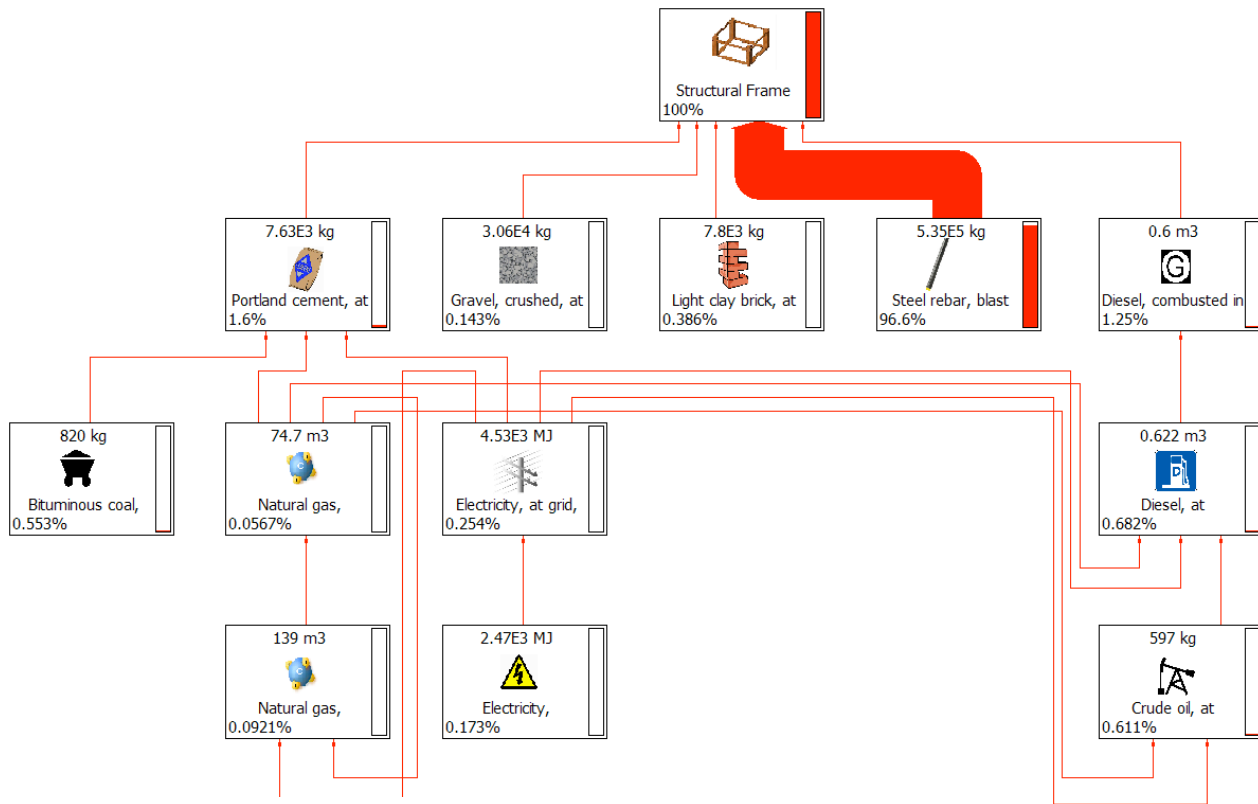 Structural Frame
100%
7.63E3 kg
Portland cement, at
1.6%
3.06E4 kg
Gravel, crushed, at
0.143%
7.8E3 kg
Light clay brick, at
0.386%
5.35E5 kg
Steel rebar, blast
96.6%
0.6 m3
G
Diesel, combusted in
1.25%
820 kg
Bituminous coal,
0.553%
74.7 m3
C
Natural gas,
0.0567%
4.53E3 MJ
Electricity, at grid,
0.254%
0.622 m3
D
Diesel, at
0.682%
139 m3
C
Natural gas,
0.0921%
2.47E3 MJ
Electricity,
0.173%
597 kg
Crude oil, at
0.611%